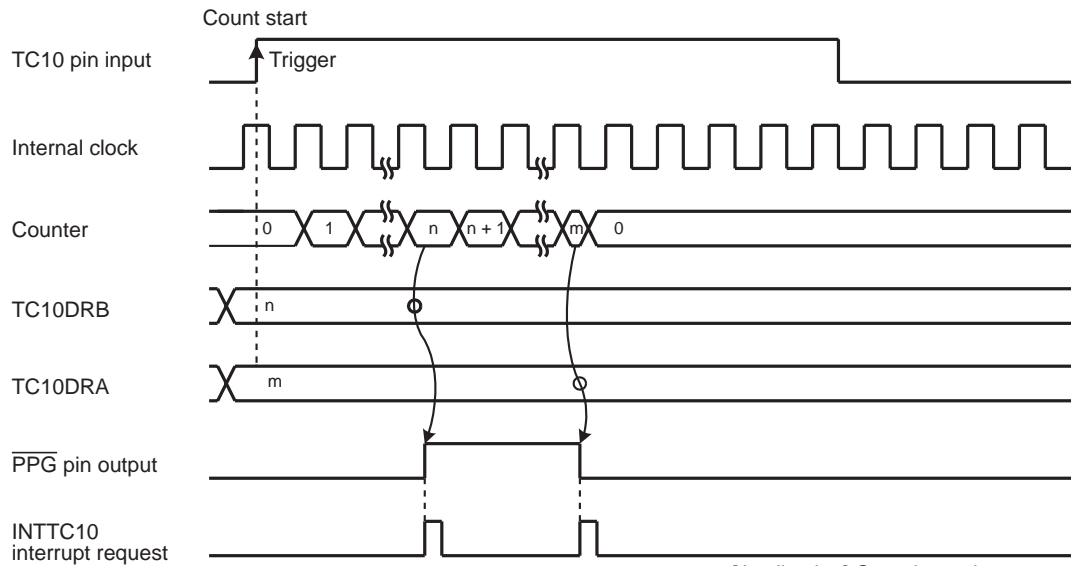 Count start
TC10 pin input
Trigger
Internal clock
Counter
0 1 n n + 1 m 0
TC10DRB
n
TC10DRA
m
PPG pin output
INTTC10
interrupt request